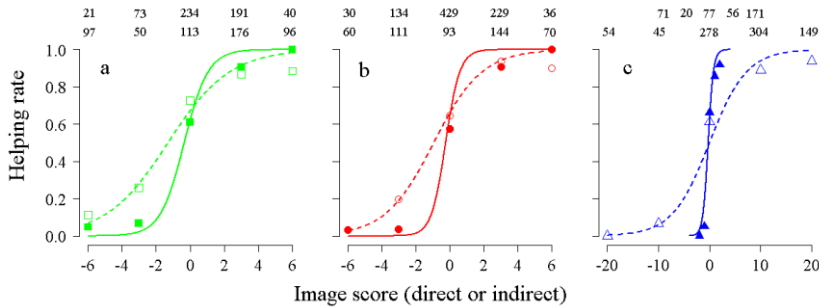 21 73 234 191 40
97 50 113 176 96
30 134 429 229 36
60 111 93 144 70
71 20 77 56 171
54 45 278 304 149
Helping rate
1.0
0.8
0.6
0.4
0.2
0.0
a
b
c
-6 -4 -2 0 2 4 6
-6 -4 -2 0 2 4 6
-20 -10 0 10 20
Image score (direct or indirect)